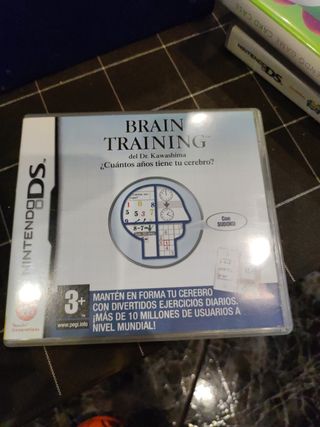 NINTENDO DS
BRAIN
TRAINING™
del Dr. Kawashima
¿Cuántos años tiene tu cerebro?
Con
SUDOKU
3+
www.pegi.info
MANTÉN EN FORMA TU CEREBRO
CON DIVERTIDOS EJERCICIOS DIARIOS.
¡MÁS DE 10 MILLONES DE USUARIOS A
NIVEL MUNDIAL!
NINTENDO DS